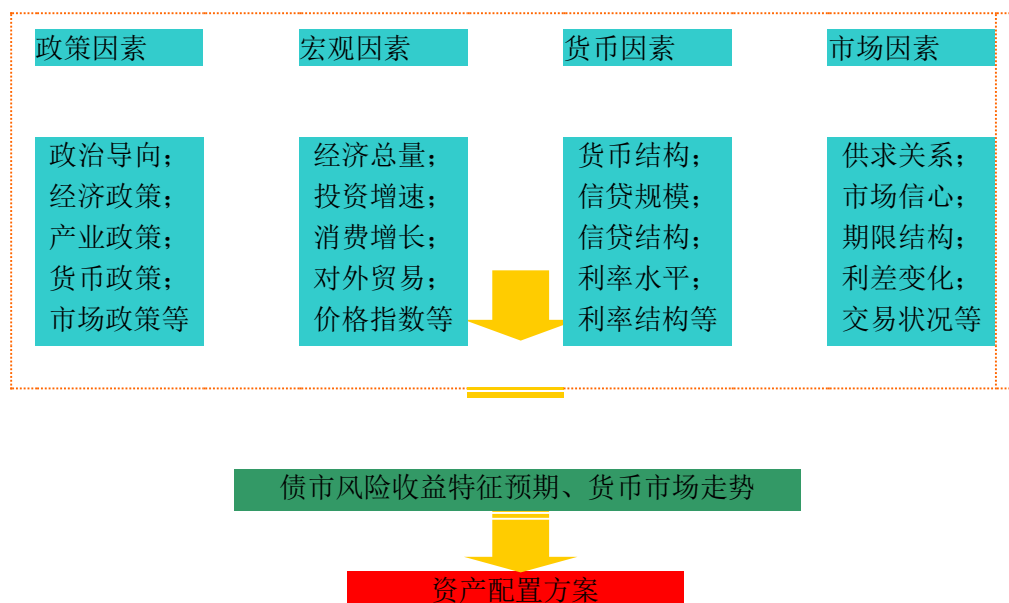 政策因素
宏观因素
货币因素
市场因素
政治导向；
经济政策；
产业政策；
货币政策；
市场政策等
经济总量；
投资增速；
消费增长；
对外贸易；
价格指数等
货币结构；
信贷规模；
信贷结构；
利率水平；
利率结构等
供求关系；
市场信心；
期限结构；
利差变化；
交易状况等
债市风险收益特征预期、货币市场走势
资产配置方案